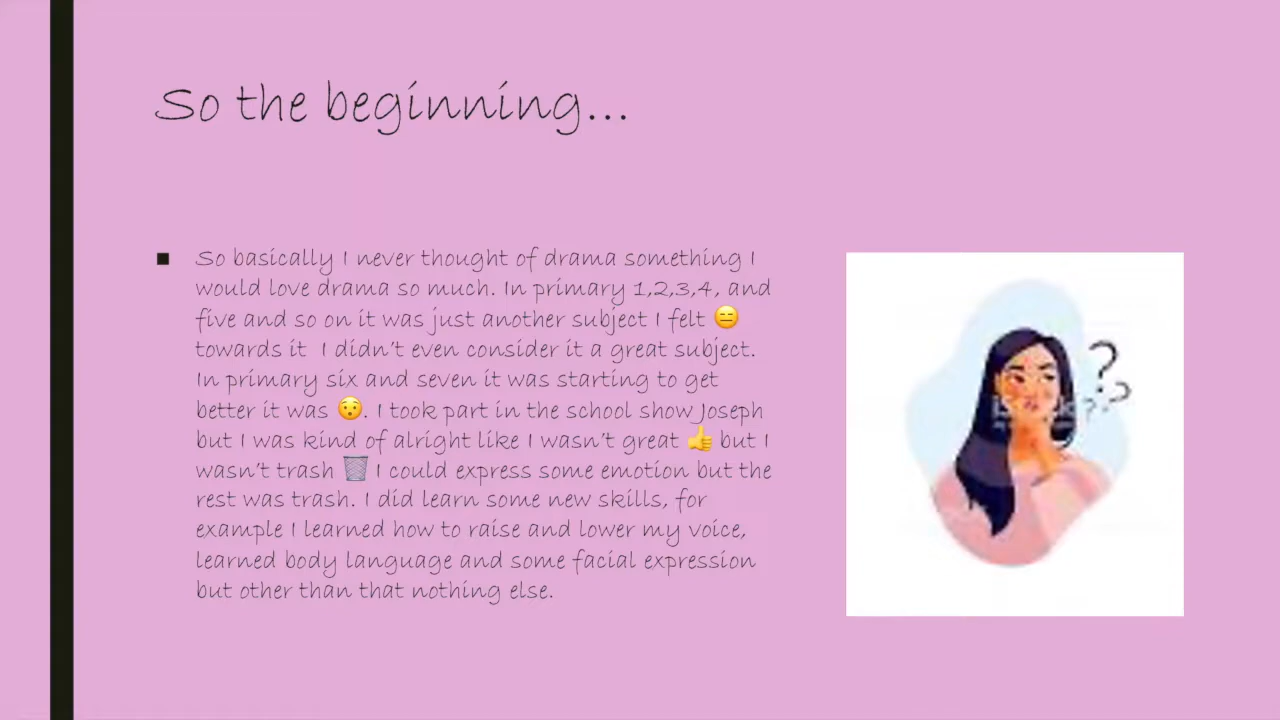 So the beginning...
So basically I never thought of drama something I
would love drama so much. In primary 1,2,3,4, and
five and so on it was just another subject I felt 😑
towards it  I didn't even consider it a great subject.
In primary six and seven it was starting to get
better it was 😯. I took part in the school show Joseph
but I was kind of alright like I wasn't great 👍 but I
wasn't trash 🗑️ I could express some emotion but the
rest was trash. I did learn some new skills, for
example I learned how to raise and lower my voice,
learned body language and some facial expression
but other than that nothing else.